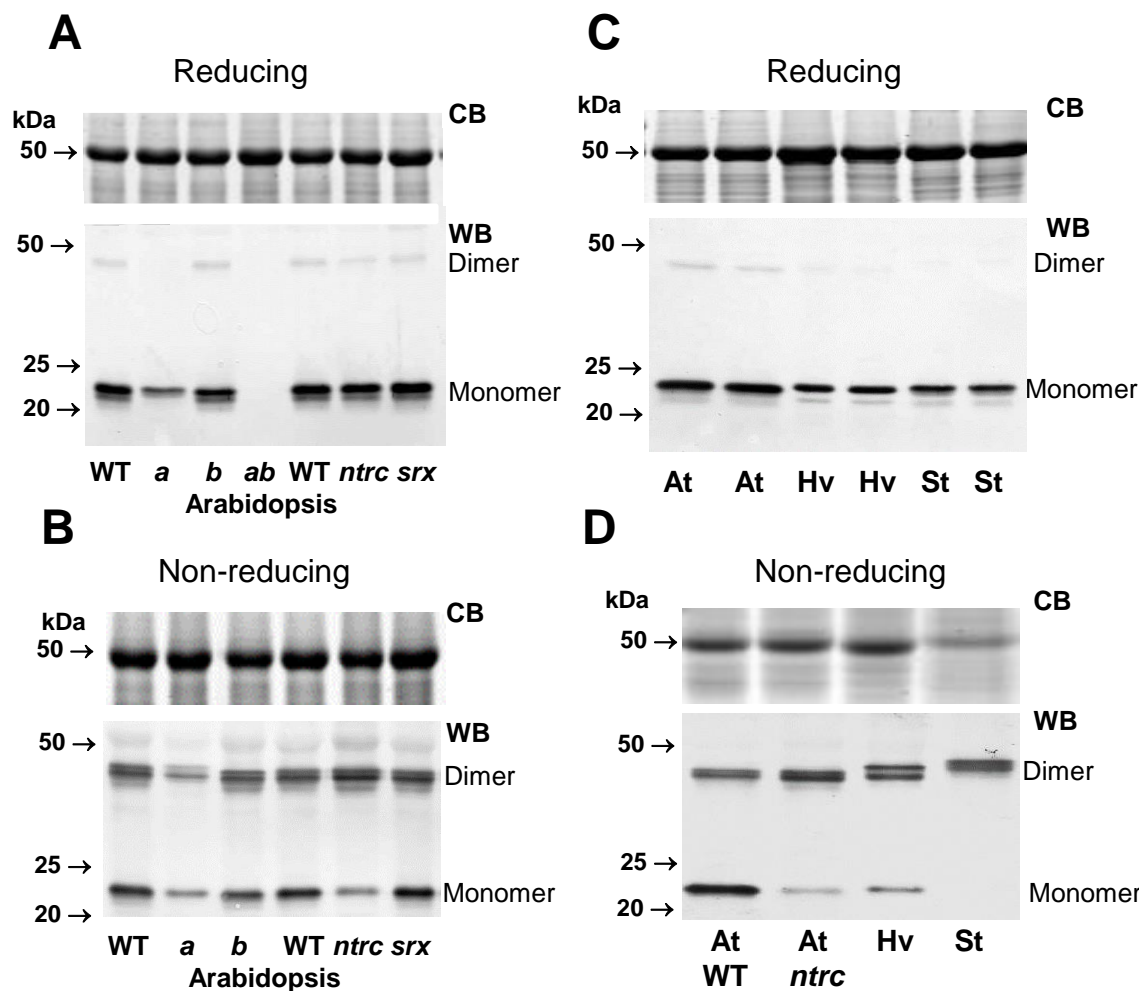 A
Reducing
kDa
CB
50 →
WB
50 →
Dimer
25 →
Monomer
20 →
WT a b ab WT ntrc srx
Arabidopsis
B
Non-reducing
kDa
CB
50 →
WB
50 →
Dimer
25 →
Monomer
20 →
WT a b WT ntrc srx
Arabidopsis
C
Reducing
kDa
CB
50 →
WB
50 →
Dimer
25 →
Monomer
20 →
At At Hv Hv St St
D
Non-reducing
kDa
CB
50 →
WB
50 →
Dimer
25 →
Monomer
20 →
At At Hv St
WT ntrc